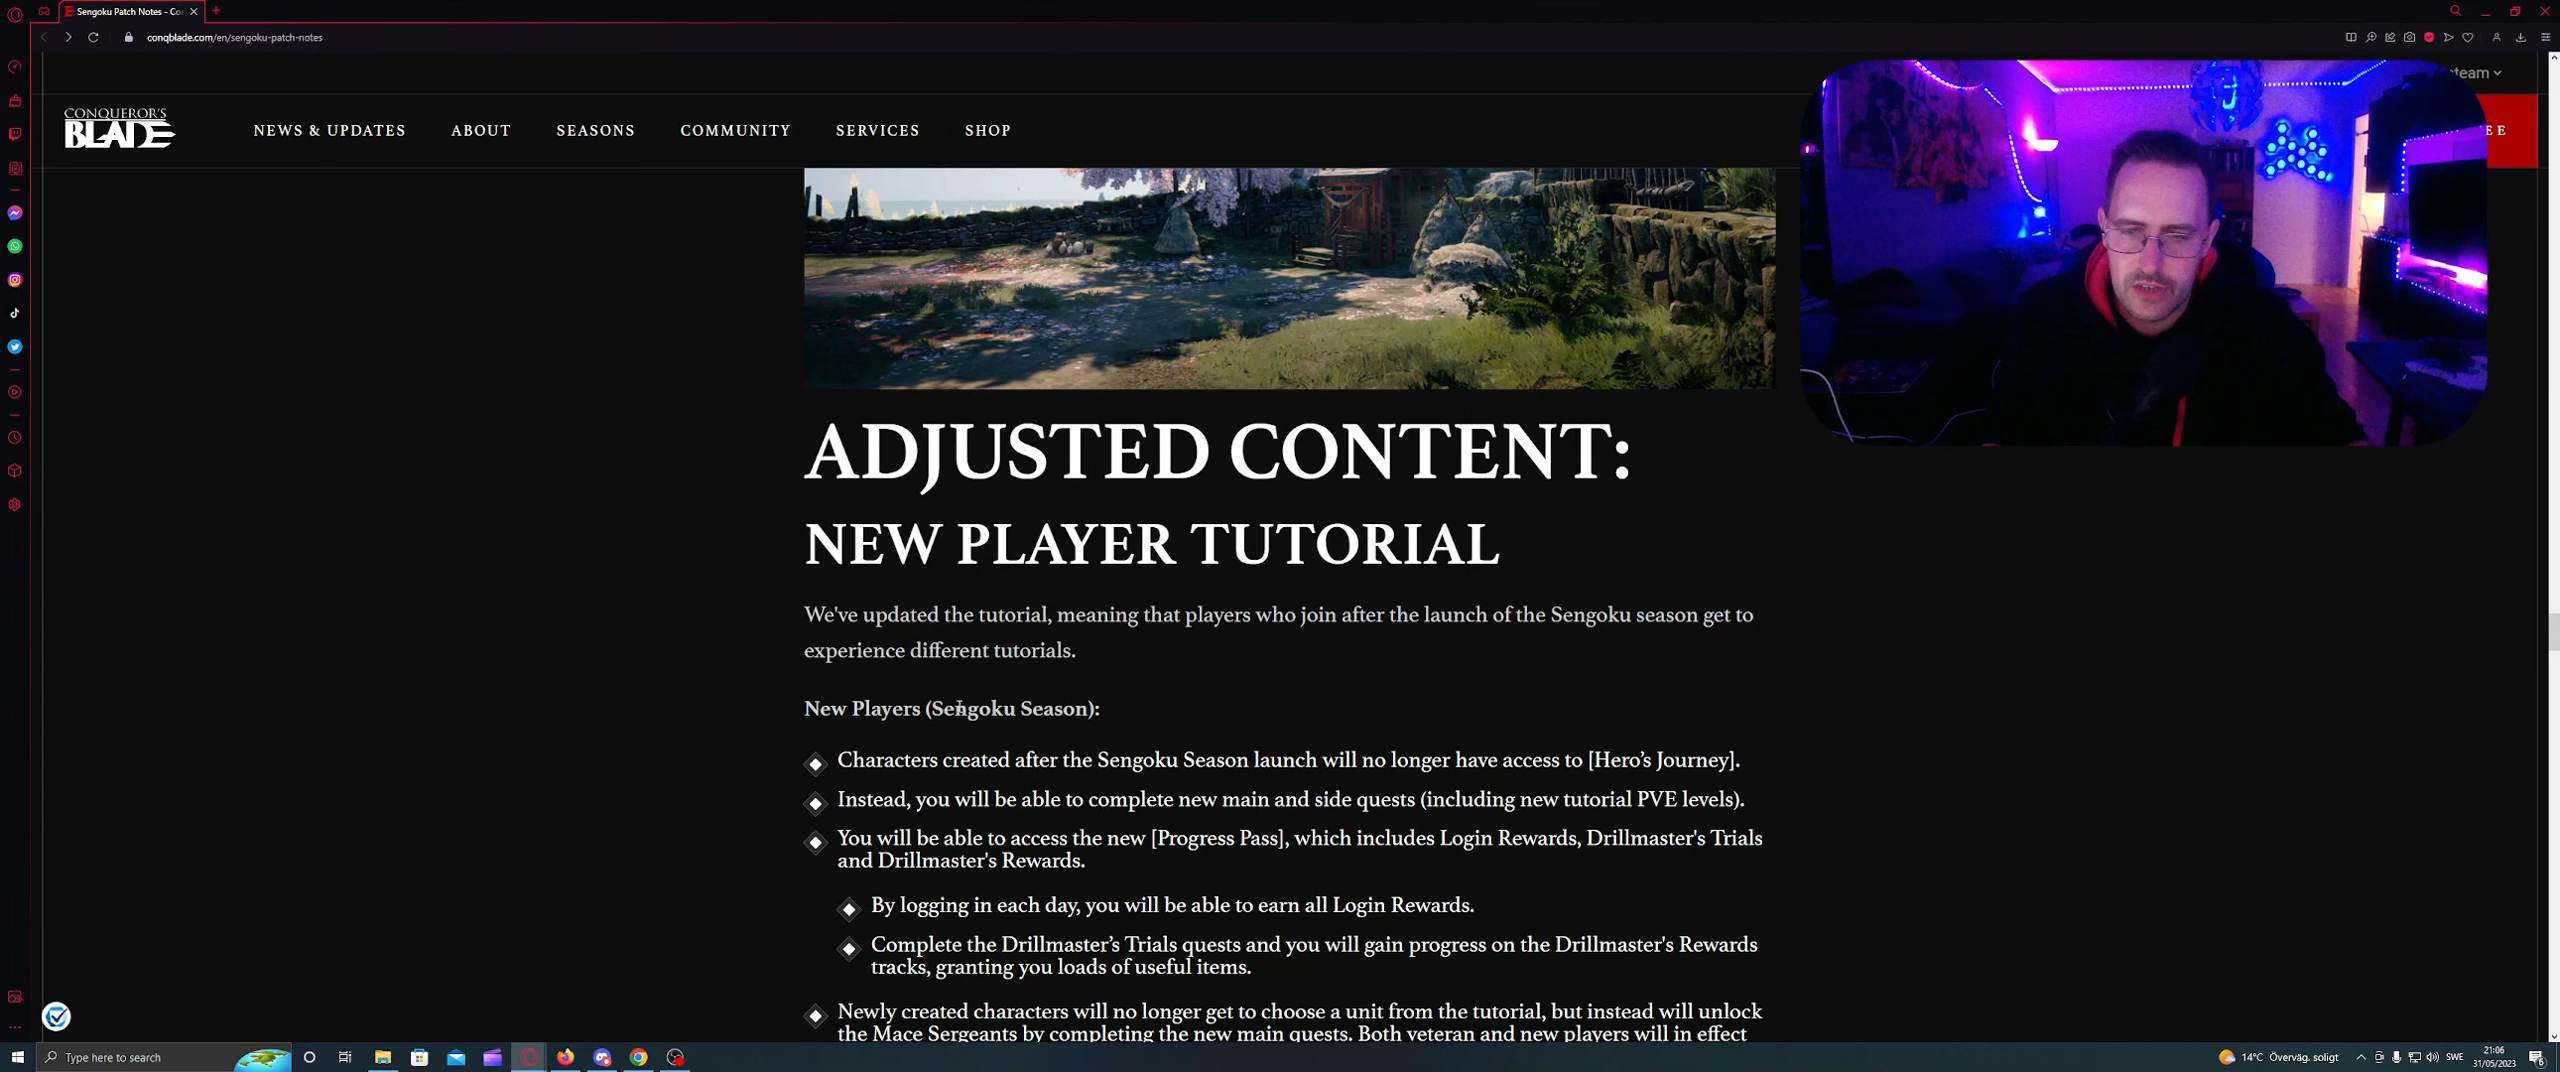 Sengoku Patch Notes - Co
conqblade.com/en/sengoku-patch-notes
team
CONQUEROR'S
BLADE
NEWS & UPDATES
ABOUT
SEASONS
COMMUNITY
SERVICES
SHOP
EE
ADJUSTED CONTENT:
NEW PLAYER TUTORIAL
We've updated the tutorial, meaning that players who join after the launch of the Sengoku season get to
experience different tutorials.
New Players (Sengoku Season):
Characters created after the Sengoku Season launch will no longer have access to [Hero’s Journey].
Instead, you will be able to complete new main and side quests (including new tutorial PVE levels).
You will be able to access the new [Progress Pass], which includes Login Rewards, Drillmaster's Trials
and Drillmaster's Rewards.
By logging in each day, you will be able to earn all Login Rewards.
Complete the Drillmaster’s Trials quests and you will gain progress on the Drillmaster's Rewards
tracks, granting you loads of useful items.
Newly created characters will no longer get to choose a unit from the tutorial, but instead will unlock
the Mace Sergeants by completing the new main quests. Both veteran and new players will in effect
Type here to search
14°C Överväg. soligt
SWE
21:06
31/05/2023
6